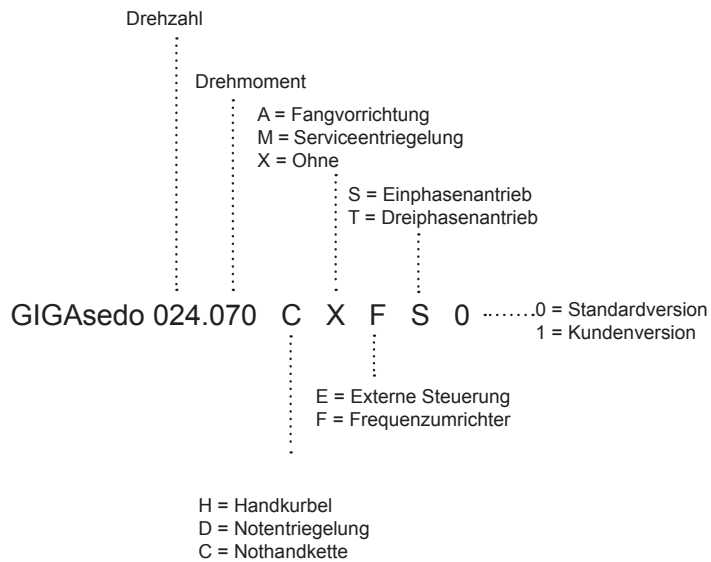 Drehzahl
Drehmoment
A = Fangvorrichtung
M = Serviceentriegelung
X = Ohne
S = Einphasenantrieb
T = Dreiphasenantrieb
GIGAsedo 024.070 C X F S 0
0 = Standardversion
1 = Kundenversion
E = Externe Steuerung
F = Frequenzumrichter
H = Handkurbel
D = Notentriegelung
C = Nothandkette